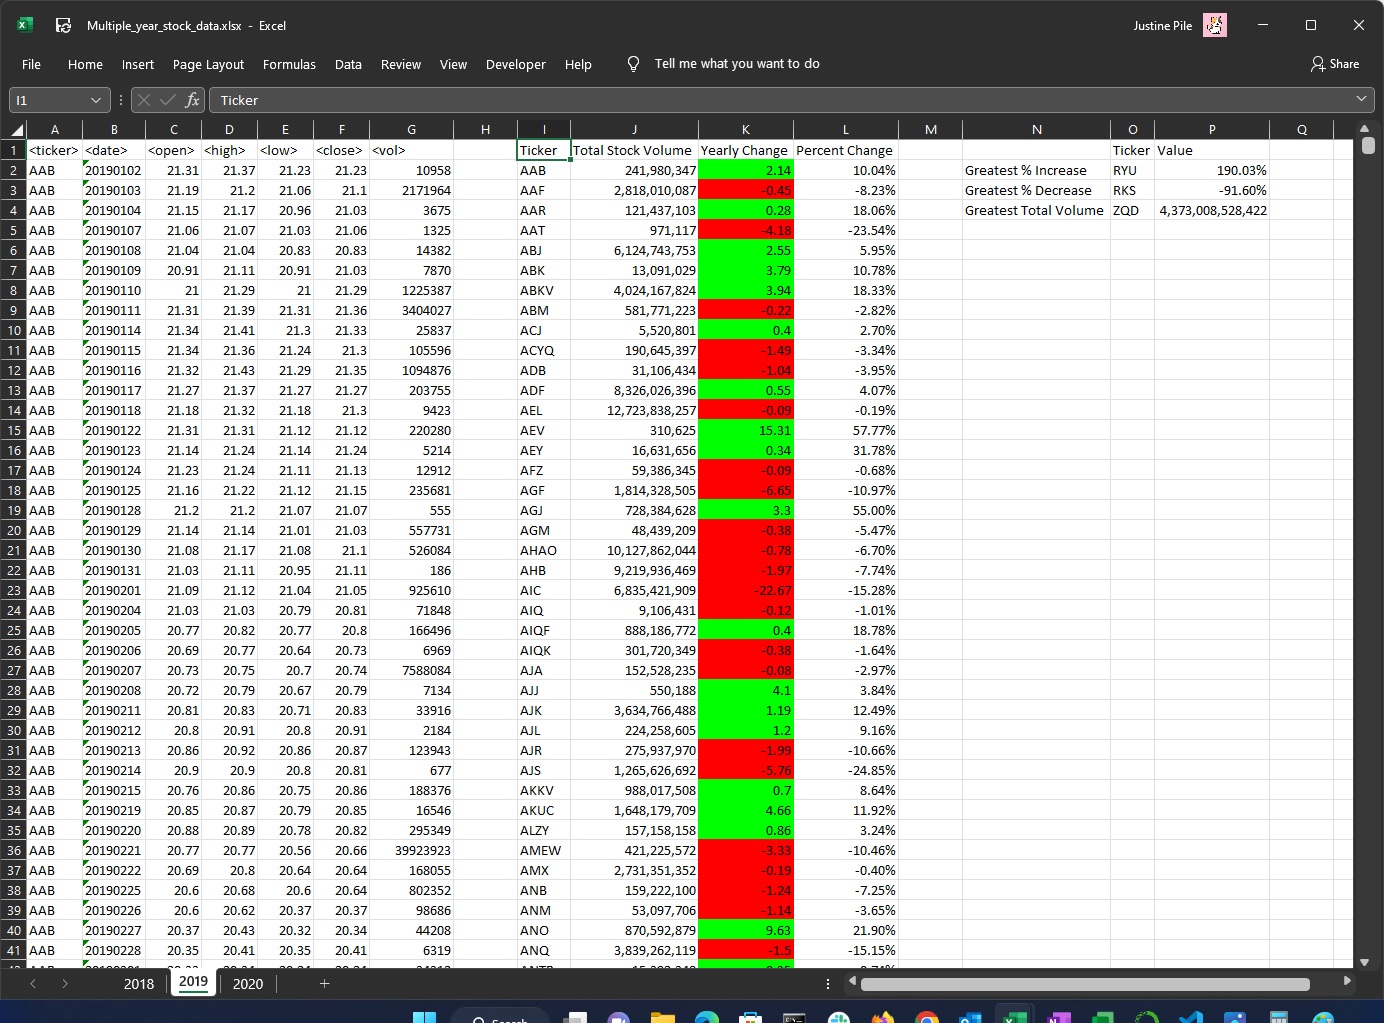 Multiple_year_stock_data.xlsx - Excel Justine Pile
File Home Insert Page Layout Formulas Data Review View Developer Help Tell me what you want to do Share
I1 fx Ticker
A B C D E F G H I J K L M N O P Q
1 <ticker> <date> <open> <high> <low> <close> <vol> Ticker Total Stock Volume Yearly Change Percent Change Ticker Value
2 AAB 20190102 21.31 21.37 21.23 21.23 10958 AAB 241,980,347 2.14 10.04% Greatest % Increase RYU 190.03%
3 AAB 20190103 21.19 21.2 21.06 21.1 2171964 AAF 2,818,010,087 -0.45 -8.23% Greatest % Decrease RKS -91.60%
4 AAB 20190104 21.15 21.17 20.96 21.03 3675 AAR 121,437,103 0.28 18.06% Greatest Total Volume ZQD 4,373,008,528,422
5 AAB 20190107 21.06 21.07 21.03 21.06 1325 AAT 971,117 -4.18 -23.54%
6 AAB 20190108 21.04 21.04 20.83 20.83 14382 ABJ 6,124,743,753 2.55 5.95%
7 AAB 20190109 20.91 21.11 20.91 21.03 7870 ABK 13,091,029 3.79 10.78%
8 AAB 20190110 21 21.29 21 21.29 1225387 ABKV 4,024,167,824 3.94 18.33%
9 AAB 20190111 21.31 21.39 21.31 21.36 3404027 ABM 581,771,223 -0.22 -2.82%
10 AAB 20190114 21.34 21.41 21.3 21.33 25837 ACJ 5,520,801 0.4 2.70%
11 AAB 20190115 21.34 21.36 21.24 21.3 105596 ACYQ 190,645,397 -1.49 -3.34%
12 AAB 20190116 21.32 21.43 21.29 21.35 1094876 ADB 31,106,434 -1.04 -3.95%
13 AAB 20190117 21.27 21.37 21.27 21.27 203755 ADF 8,326,026,396 0.55 4.07%
14 AAB 20190118 21.18 21.32 21.18 21.3 9423 AEL 12,723,838,257 -0.09 -0.19%
15 AAB 20190122 21.31 21.31 21.12 21.12 220280 AEV 310,625 15.31 57.77%
16 AAB 20190123 21.14 21.24 21.14 21.24 5214 AEY 16,631,656 0.34 31.78%
17 AAB 20190124 21.23 21.24 21.11 21.13 12912 AFZ 59,386,345 -0.09 -0.68%
18 AAB 20190125 21.16 21.22 21.12 21.15 235681 AGF 1,814,328,505 -6.65 -10.97%
19 AAB 20190128 21.2 21.2 21.07 21.07 555 AGJ 728,384,628 3.3 55.00%
20 AAB 20190129 21.14 21.14 21.01 21.03 557731 AGM 48,439,209 -0.38 -5.47%
21 AAB 20190130 21.08 21.17 21.08 21.1 526084 AHAO 10,127,862,044 -0.78 -6.70%
22 AAB 20190131 21.03 21.11 20.95 21.11 186 AHB 9,219,936,469 -1.97 -7.74%
23 AAB 20190201 21.09 21.12 21.04 21.05 925610 AIC 6,835,421,909 -22.67 -15.28%
24 AAB 20190204 21.03 21.03 20.79 20.81 71848 AIQ 9,106,431 -0.12 -1.01%
25 AAB 20190205 20.77 20.82 20.77 20.8 166496 AIQF 888,186,772 0.4 18.78%
26 AAB 20190206 20.69 20.77 20.64 20.73 6969 AIQK 301,720,349 -0.38 -1.64%
27 AAB 20190207 20.73 20.75 20.7 20.74 7588084 AJA 152,528,235 -0.08 -2.97%
28 AAB 20190208 20.72 20.79 20.67 20.79 7134 AJJ 550,188 4.1 3.84%
29 AAB 20190211 20.81 20.83 20.71 20.83 33916 AJK 3,634,766,488 1.19 12.49%
30 AAB 20190212 20.8 20.91 20.8 20.91 2184 AJL 224,258,605 1.2 9.16%
31 AAB 20190213 20.86 20.92 20.86 20.87 123943 AJR 275,937,970 -1.99 -10.66%
32 AAB 20190214 20.9 20.9 20.8 20.81 677 AJS 1,265,626,692 -5.76 -24.85%
33 AAB 20190215 20.76 20.86 20.75 20.86 188376 AKKV 988,017,508 0.7 8.64%
34 AAB 20190219 20.85 20.87 20.79 20.85 16546 AKUC 1,648,179,709 4.66 11.92%
35 AAB 20190220 20.88 20.89 20.78 20.82 295349 ALZY 157,158,158 0.86 3.24%
36 AAB 20190221 20.77 20.77 20.56 20.66 39923923 AMEW 421,225,572 -3.33 -10.46%
37 AAB 20190222 20.69 20.8 20.64 20.64 168055 AMX 2,731,351,352 -0.19 -0.40%
38 AAB 20190225 20.6 20.68 20.6 20.64 802352 ANB 159,222,100 -1.24 -7.25%
39 AAB 20190226 20.6 20.62 20.37 20.37 98686 ANM 53,097,706 -1.14 -3.65%
40 AAB 20190227 20.37 20.43 20.32 20.34 44208 ANO 870,592,879 9.63 21.90%
41 AAB 20190228 20.35 20.41 20.35 20.41 6319 ANQ 3,839,262,119 -1.5 -15.15%
2018 2019 2020
Search